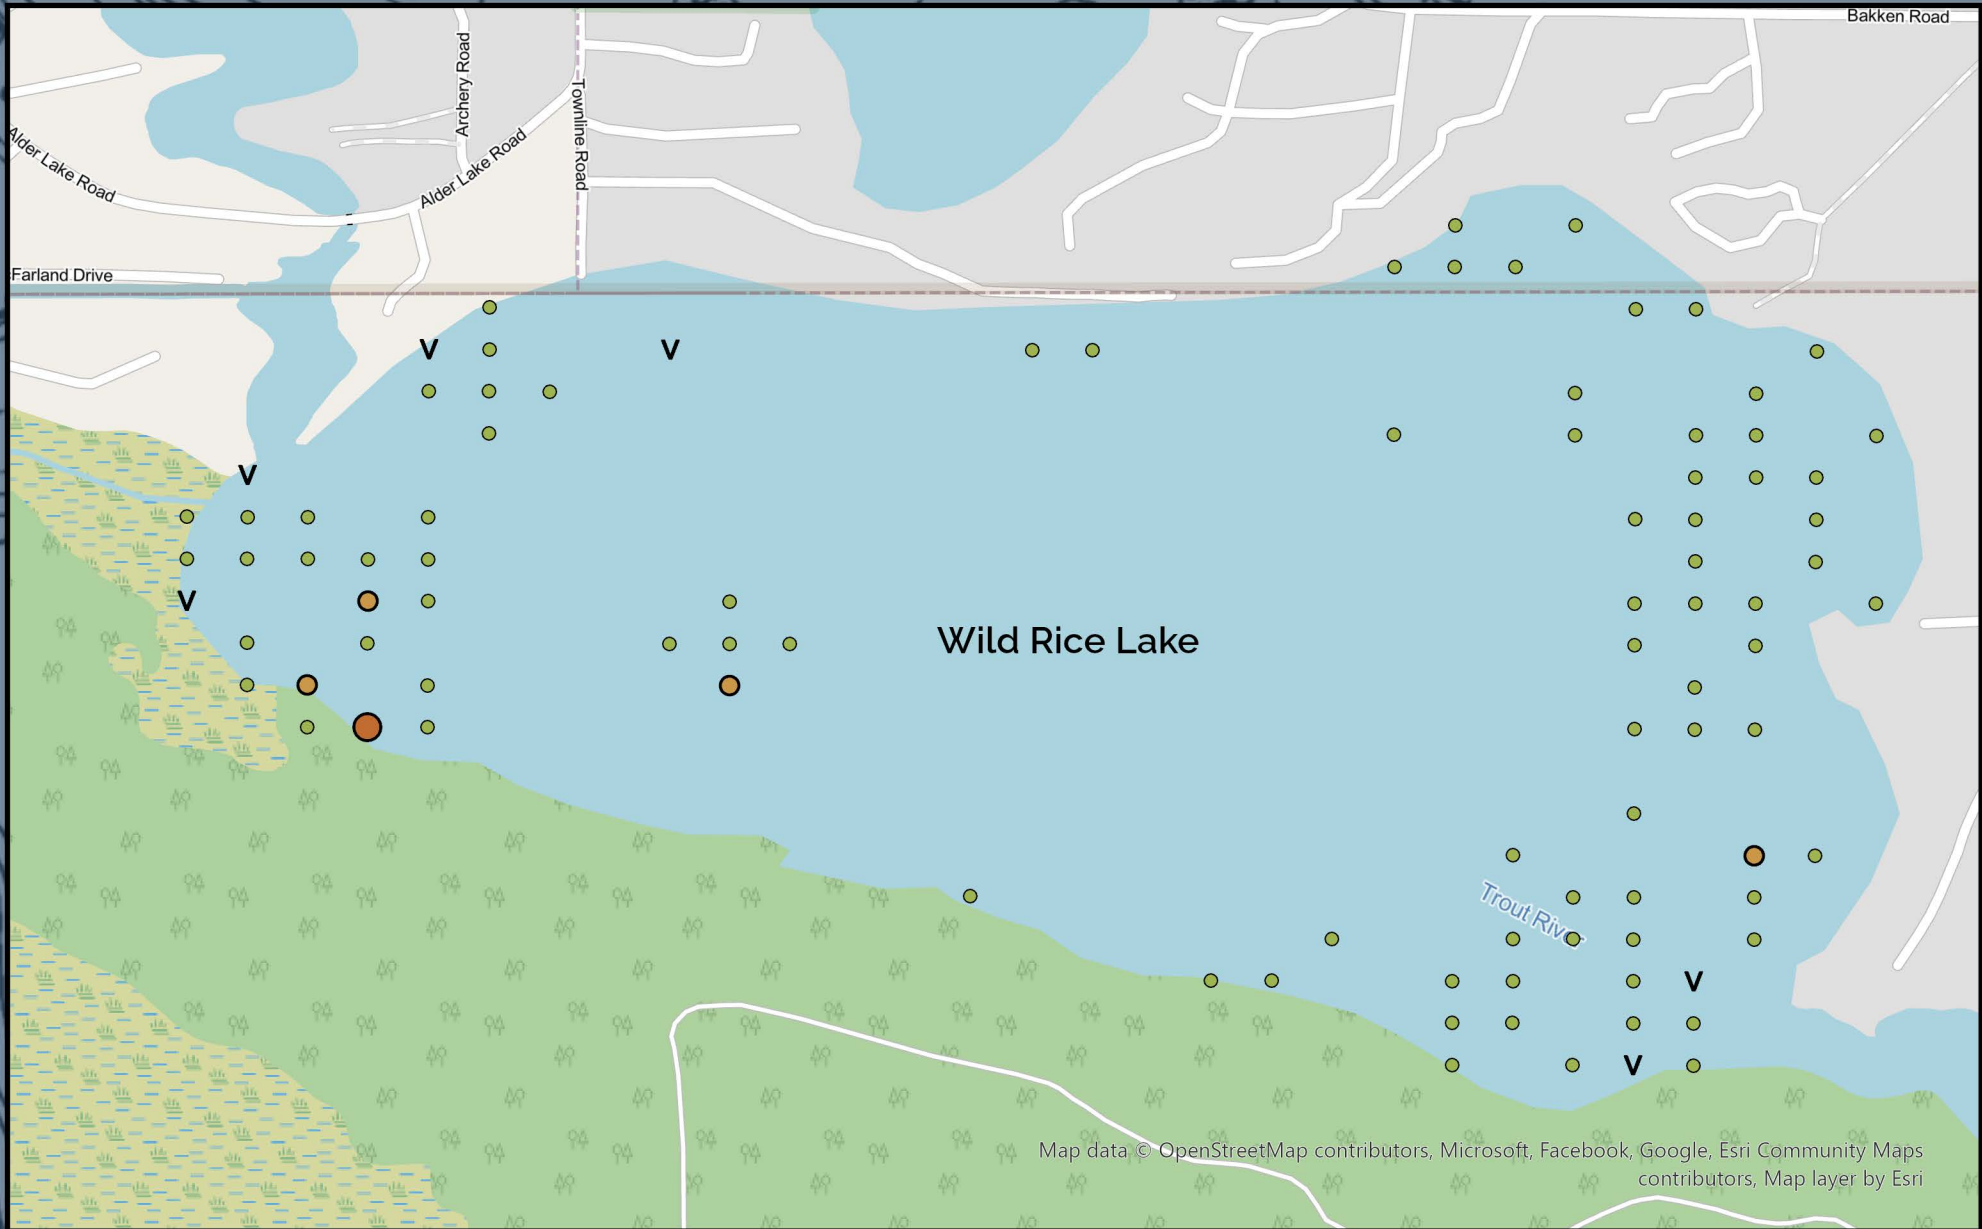 Bakken Road
Archery Road
Townline Road
Alder Lake Road
Alder Lake Road
Farland Drive
V
V
V
V
Wild Rice Lake
Trout River
V
V
Map data © OpenStreetMap contributors, Microsoft, Facebook, Google, Esri Community Maps
contributors, Map layer by Esri